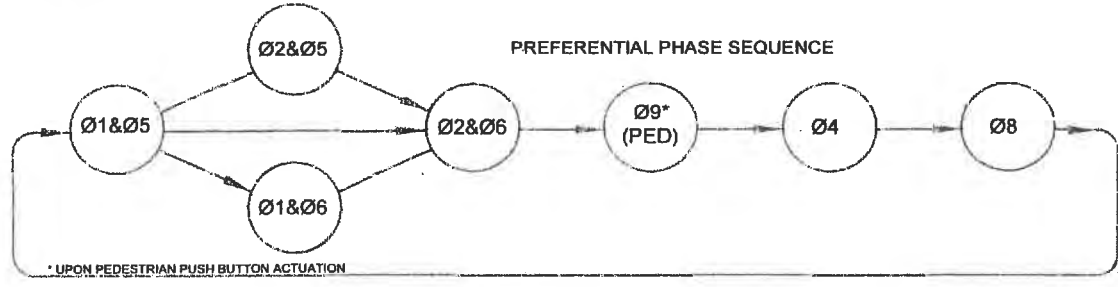 PREFERENTIAL PHASE SEQUENCE
Ø2&Ø5
Ø1&Ø5
Ø2&Ø6
Ø9*
(PED)
Ø4
Ø8
Ø1&Ø6
* UPON PEDESTRIAN PUSH BUTTON ACTUATION